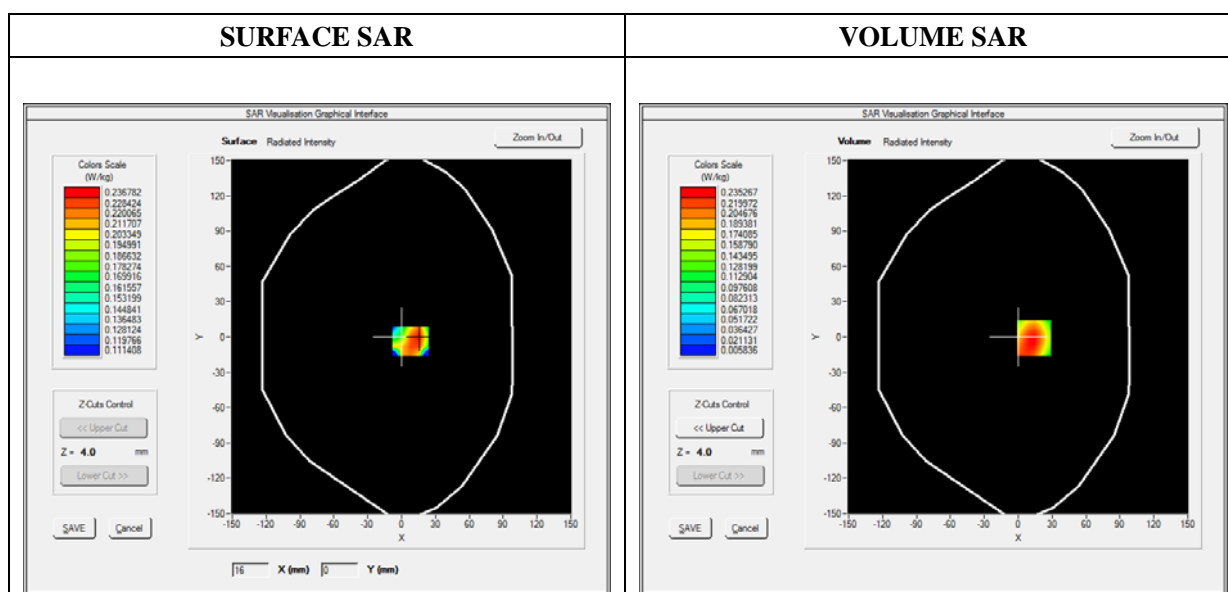 SURFACE SAR
VOLUME SAR
SAR Visualisation Graphical Interface
Surface Radiated Intensity
Zoom In/Out
Colors Scale
(W/kg)
0.236782
0.228424
0.220065
0.211707
0.203349
0.194991
0.186632
0.178274
0.169916
0.161557
0.153199
0.144841
0.136483
0.128124
0.119766
0.111408
Z-Cuts Control
<< Upper Cut
Z = 4.0 mm
Lower Cut >>
SAVE Cancel
150
120
90
60
30
0
-30
-60
-90
-120
-150
Y
-150 -120 -90 -60 -30 0 30 60 90 120 150
X
16 X (mm) 0 Y (mm)
SAR Visualisation Graphical Interface
Volume Radiated Intensity
Zoom In/Out
Colors Scale
(W/kg)
0.235267
0.219972
0.204676
0.189381
0.174085
0.158790
0.143495
0.128199
0.112904
0.097608
0.082313
0.067018
0.051722
0.036427
0.021131
0.005836
Z-Cuts Control
<< Upper Cut
Z = 4.0 mm
Lower Cut >>
SAVE Cancel
150
120
90
60
30
0
-30
-60
-90
-120
-150
Y
-150 -120 -90 -60 -30 0 30 60 90 120 150
X